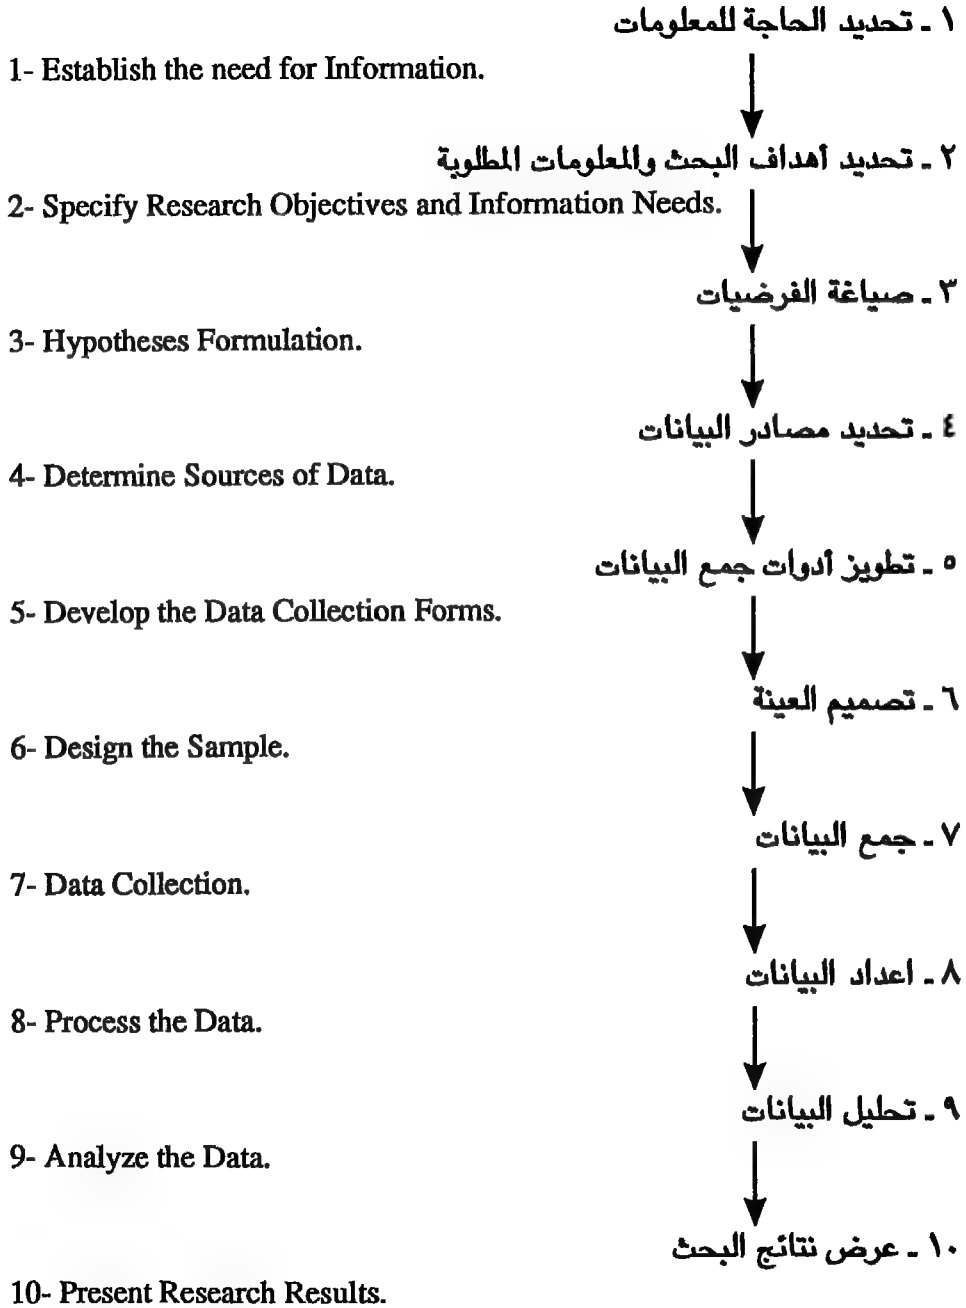 ١ ـ تحديد الحاجة للمعلومات
1- Establish the need for Information.
٢ ـ تحديد أهداف البحث والمعلومات المطلوبة
2- Specify Research Objectives and Information Needs.
٣ ـ صياغة الفرضيات
3- Hypotheses Formulation.
٤ ـ تحديد مصادر البيانات
4- Determine Sources of Data.
٥ ـ تطويز أدوات جمع البيانات
5- Develop the Data Collection Forms.
٦ ـ تصميم العينة
6- Design the Sample.
٧ ـ جمع البيانات
7- Data Collection.
٨ ـ اعداد البيانات
8- Process the Data.
٩ ـ تحليل البيانات
9- Analyze the Data.
١٠ ـ عرض نتائج البحث
10- Present Research Results.